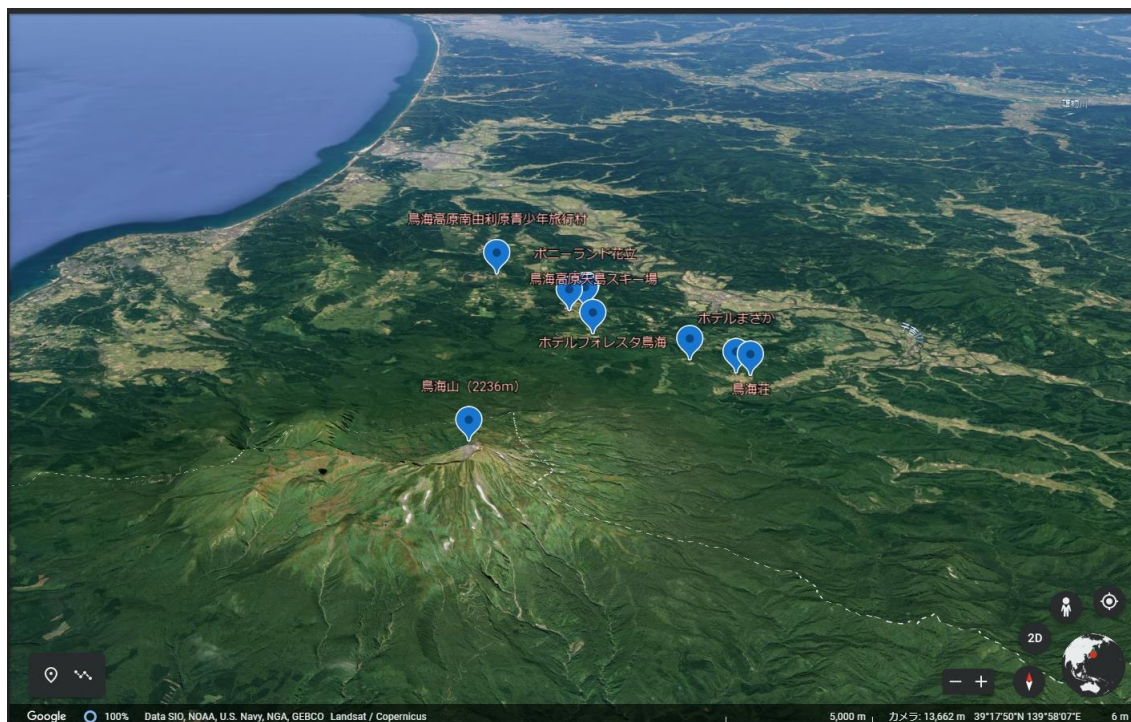 鳥海高原南由利原青少年旅行村
ポニーランド花立
鳥海高原矢島スキー場
ホテルまさか
ホテルフォレスタ鳥海
鳥海山（2236m）
鳥海荘
2D
Google
100%
Data SIO, NOAA, U.S. Navy, NGA, GEBCO Landsat / Copernicus
5,000 m
カメラ: 13,662 m 39°17'50"N 139°58'07"E
6 m